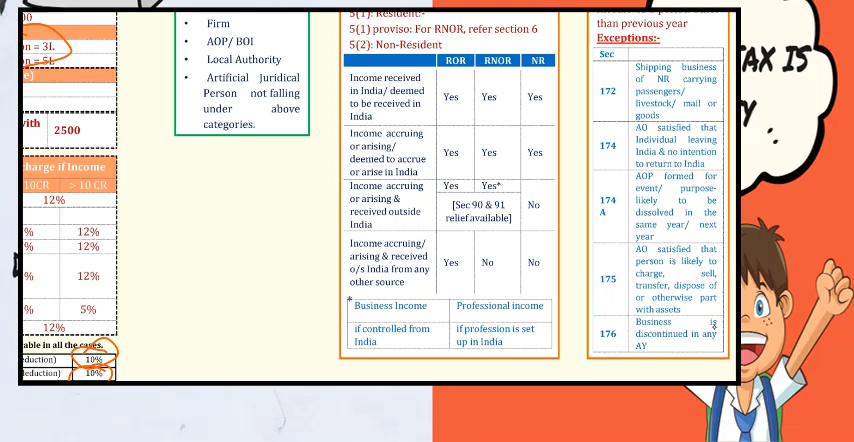 00
on = 3L
on = 5L
e)
with
2500
charge if Income
10CR
> 10 CR
12%
%
12%
%
12%
%
12%
%
5%
12%
able in all the cases.
eduction)
10%
deduction)
10%
• Firm
• AOP/ BOI
• Local Authority
• Artificial Juridical
Person not falling
under above
categories.
5(1): Resident:-
5(1) proviso: For RNOR, refer section 6
5(2): Non-Resident
ROR
RNOR
NR
Income received
in India/ deemed
to be received in
India
Yes
Yes
Yes
Income accruing
or arising/
deemed to accrue
or arise in India
Yes
Yes
Yes
Income accruing
or arising &
received outside
India
Yes
Yes*
[Sec 90 & 91
relief available]
No
Income accruing/
arising & received
o/s India from any
other source
Yes
No
No
*
Business Income
Professional income
if controlled from
India
if profession is set
up in India
than previous year
Exceptions:-
Sec
172
Shipping business
of NR carrying
passengers/
livestock/ mail or
goods
174
AO satisfied that
Individual leaving
India & no intention
to return to India
174
A
AOP formed for
event/ purpose-
likely to be
dissolved in the
same year/ next
year
175
AO satisfied that
person is likely to
charge, sell,
transfer, dispose of
or otherwise part
with assets
176
Business is
discontinued in any
AY
TAX IS